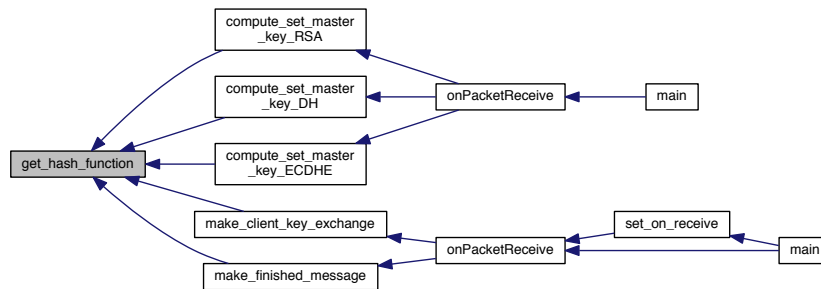 compute_set_master
_key_RSA
compute_set_master
_key_DH
onPacketReceive
main
compute_set_master
_key_ECDHE
get_hash_function
make_client_key_exchange
set_on_receive
onPacketReceive
main
make_finished_message